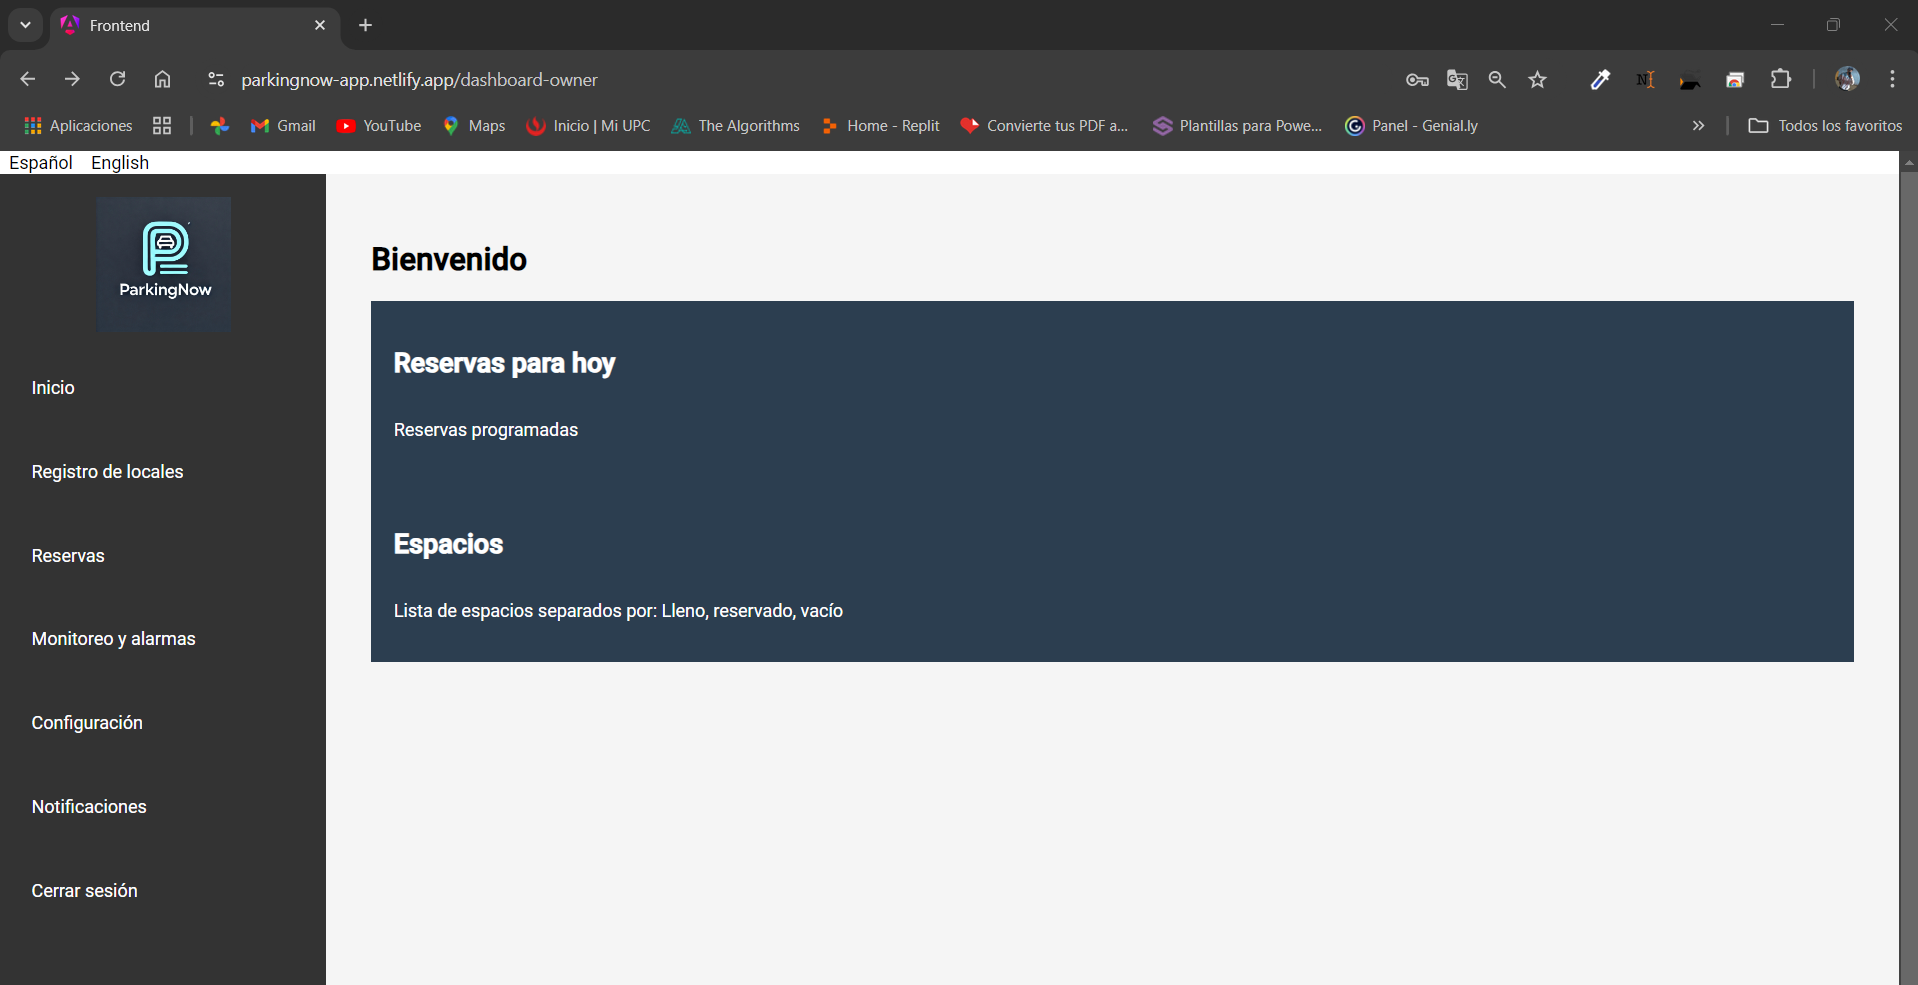 Frontend
parkingnow-app.netlify.app/dashboard-owner
Aplicaciones Gmail YouTube Maps Inicio | Mi UPC The Algorithms Home - Replit Convierte tus PDF a... Plantillas para Powe... Panel - Genial.ly Todos los favoritos
Español English
ParkingNow
Inicio
Registro de locales
Reservas
Monitoreo y alarmas
Configuración
Notificaciones
Cerrar sesión
Bienvenido
Reservas para hoy
Reservas programadas
Espacios
Lista de espacios separados por: Lleno, reservado, vacío